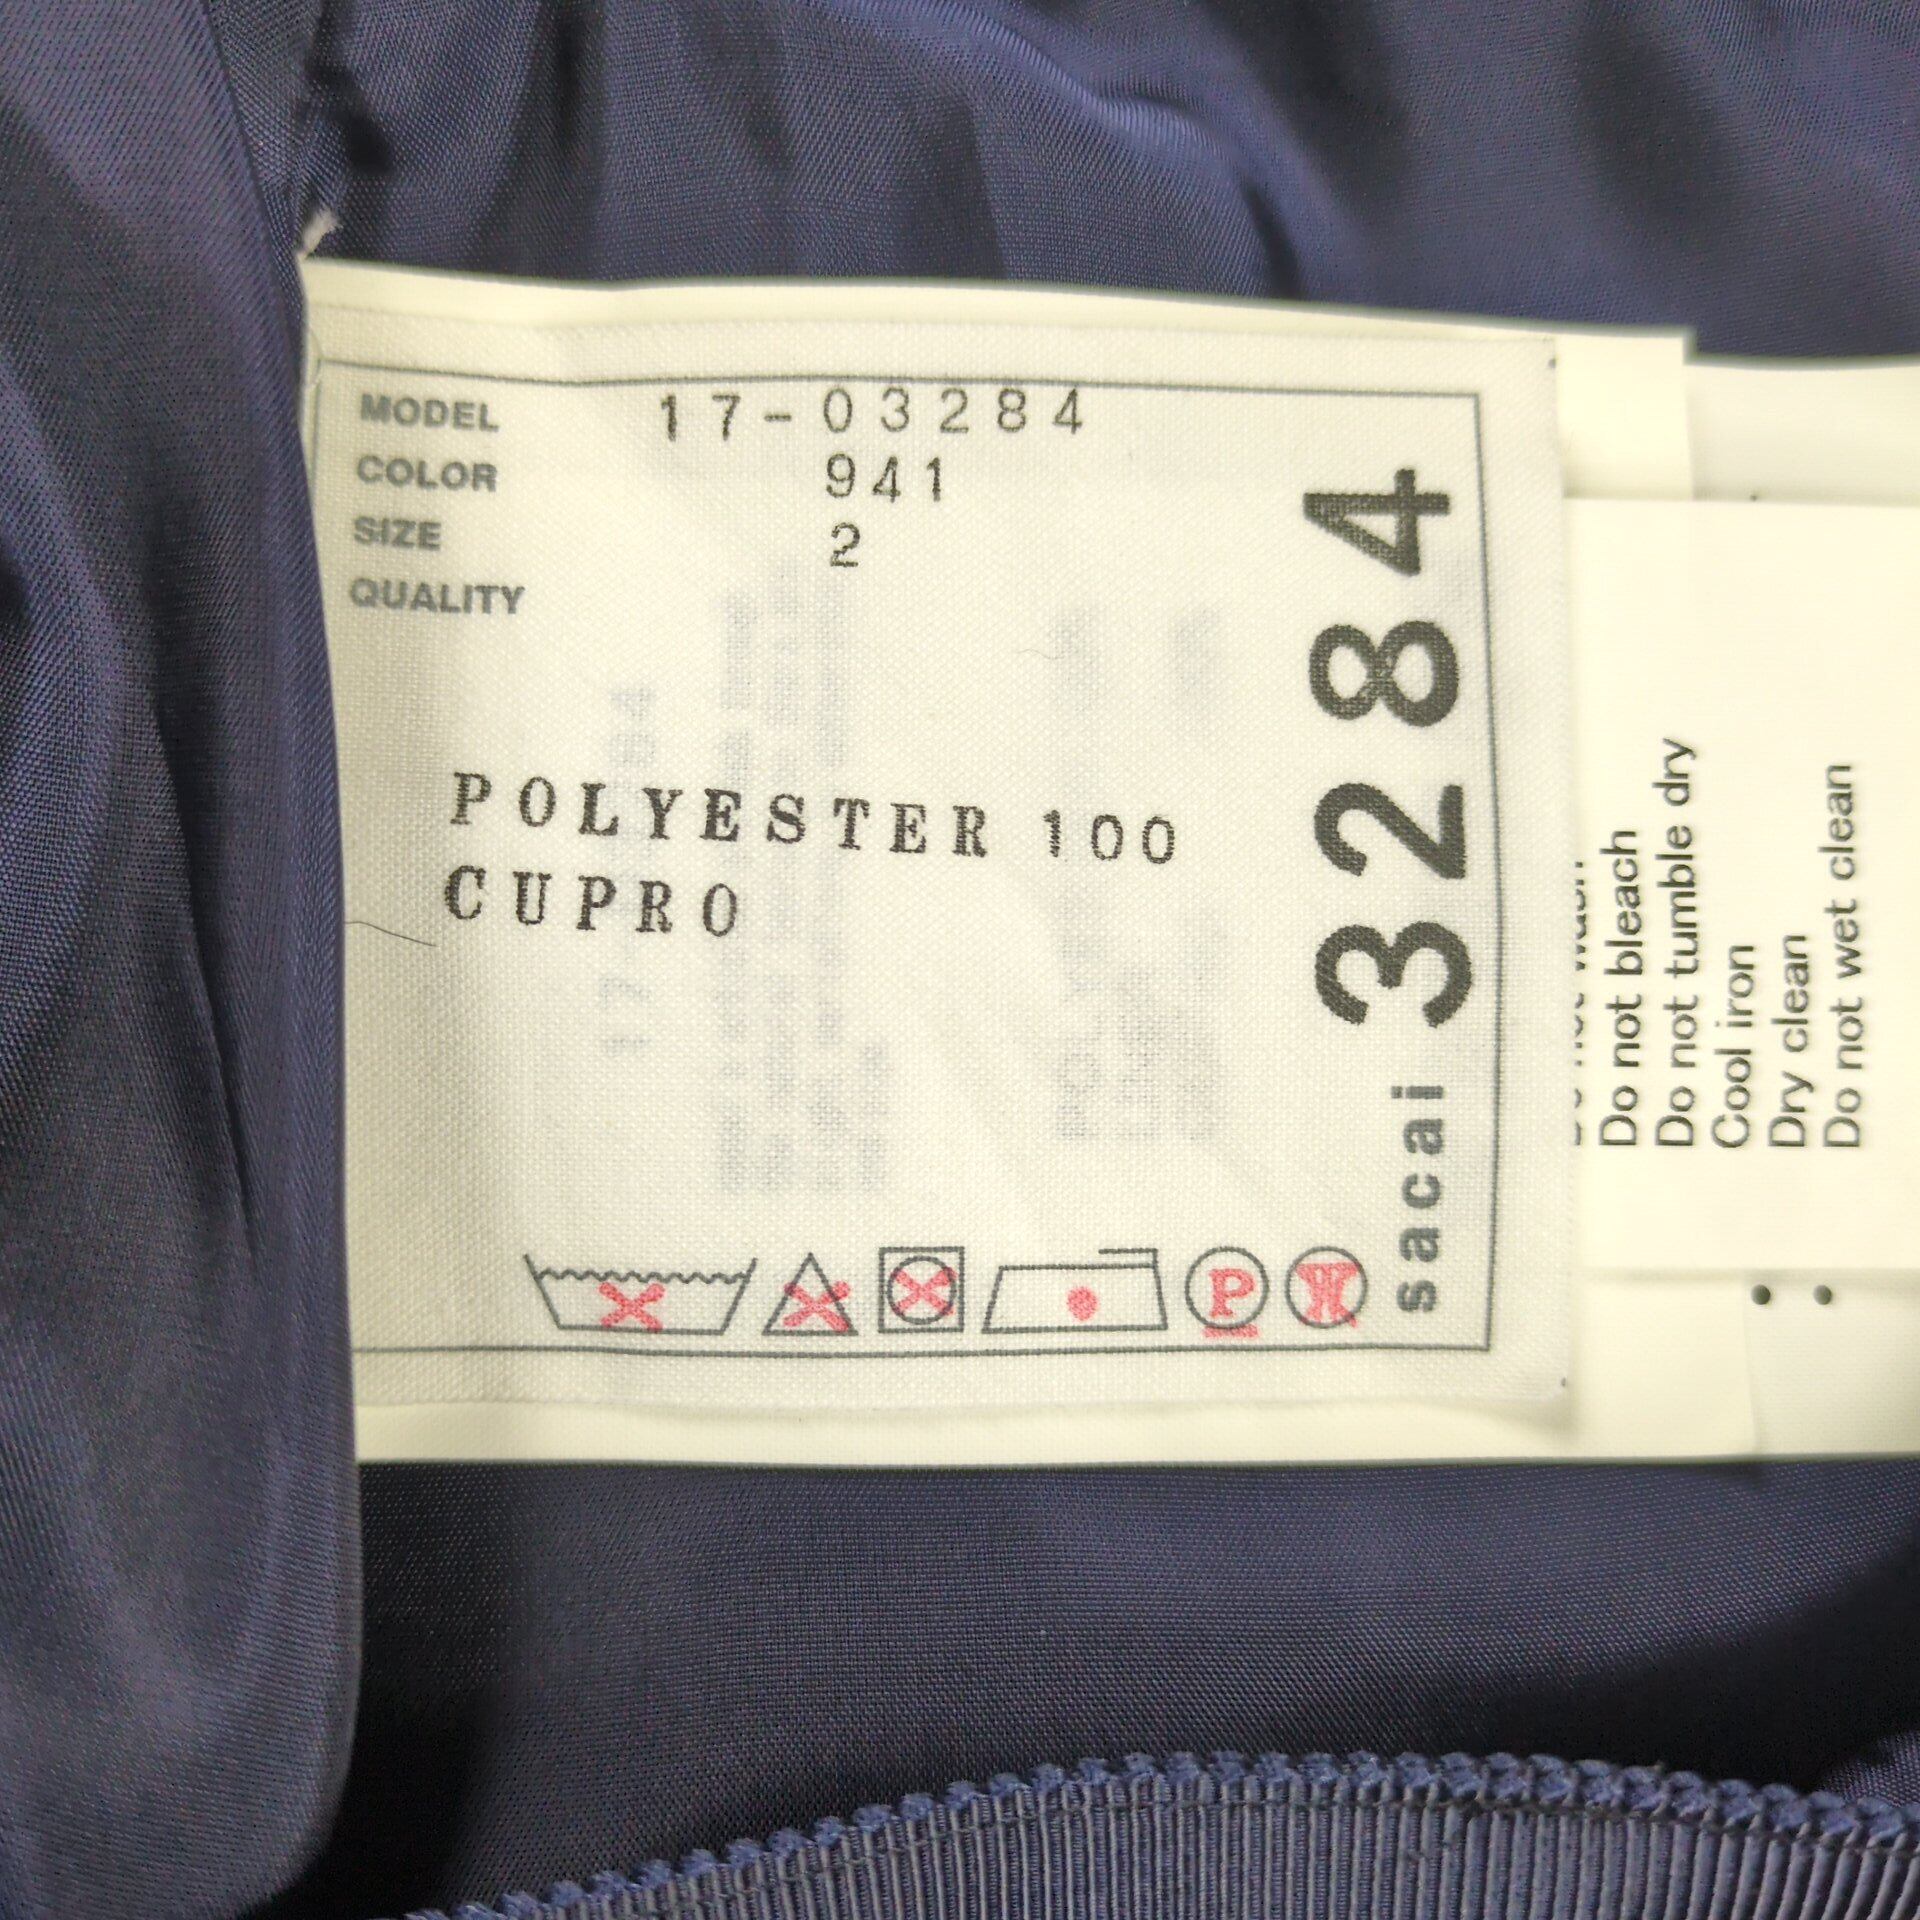 MODEL 17-03284
COLOR 941
SIZE 2
QUALITY
POLYESTER 100
CUPRO
P W
sacai 3284
Do not bleach
Do not tumble dry
Cool iron
Dry clean
Do not wet clean